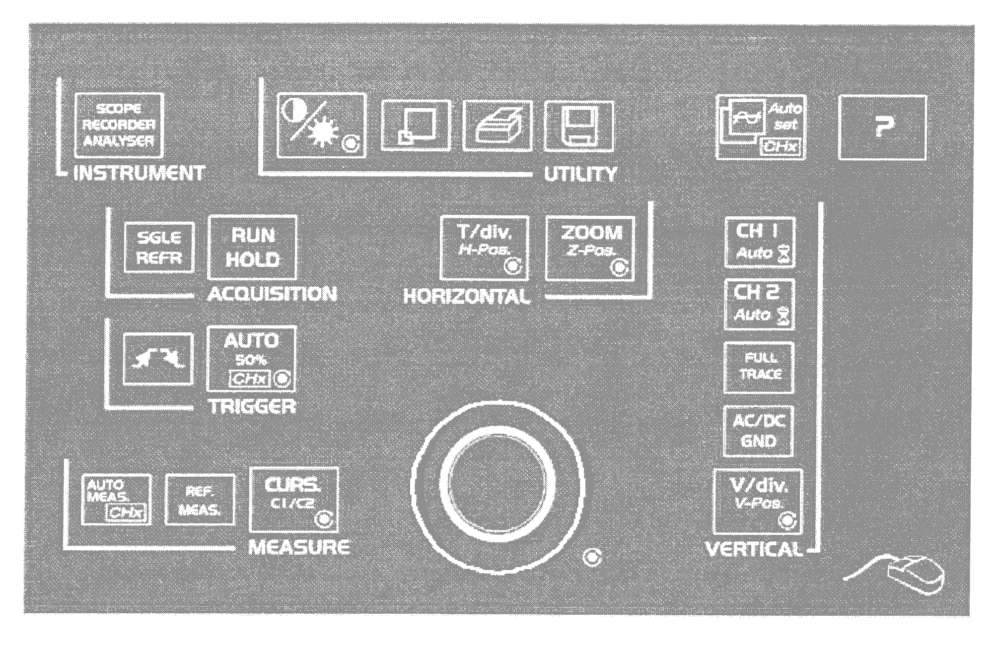 SCOPE
RECORDER
ANALYSER
INSTRUMENT
UTILITY
Auto
set
CHx
?
SGLE
REFR
RUN
HOLD
ACQUISITION
T/div.
H-Pos.
ZOOM
Z-Pos.
HORIZONTAL
AUTO
50%
CHx
TRIGGER
AUTO
MEAS.
CHx
REF.
MEAS.
CURS.
C1/C2
MEASURE
CH 1
Auto
CH 2
Auto
FULL
TRACE
AC/DC
GND
V/div.
V-Pos.
VERTICAL